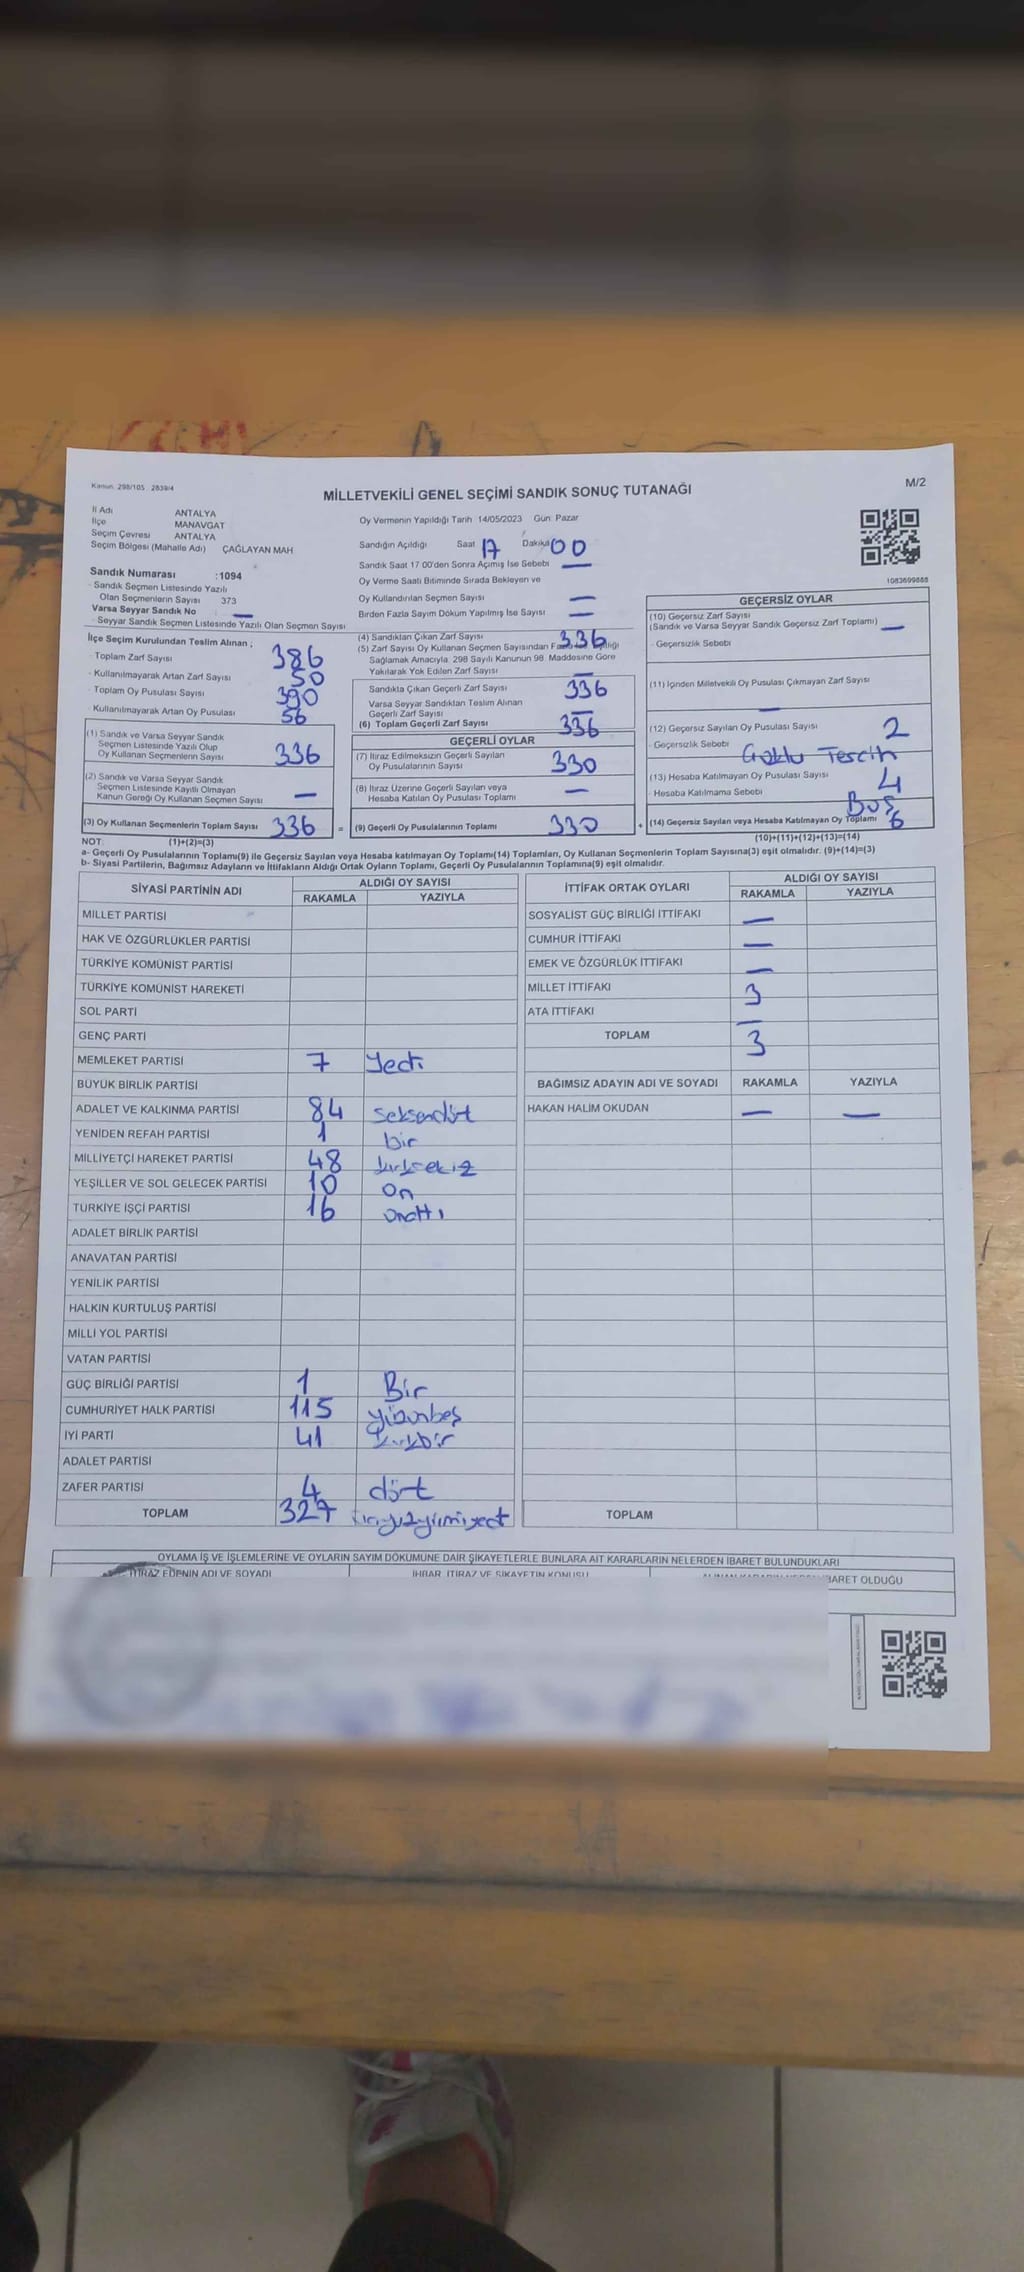 Kanun 298/105 2839/4
MİLLETVEKİLİ GENEL SEÇİMİ SANDIK SONUÇ TUTANAĞI
M/2
İl Adı ANTALYA
İlçe MANAVGAT
Seçim Çevresi ANTALYA
Seçim Bölgesi (Mahalle Adı) ÇAĞLAYAN MAH
Sandık Numarası :1094
- Sandık Seçmen Listesinde Yazılı
Olan Seçmenlerin Sayısı 373
Varsa Seyyar Sandık No : —
- Seyyar Sandık Seçmen Listesinde Yazılı Olan Seçmen Sayısı
Oy Vermenin Yapıldığı Tarih 14/05/2023 Gün: Pazar
Sandığın Açıldığı Saat 17 Dakika 00
Sandık Saat 17 00'den Sonra Açımış İse Sebebi —
Oy Verme Saati Bitiminde Sırada Bekleyen ve
Oy Kullandırılan Seçmen Sayısı —
Birden Fazla Sayım Döküm Yapılmış İse Sayısı —
1083699888
İlçe Seçim Kurulundan Teslim Alınan ;
- Toplam Zarf Sayısı 386
- Kullanılmayarak Artan Zarf Sayısı 50
- Toplam Oy Pusulası Sayısı 390
- Kullanılmayarak Artan Oy Pusulası 56
(1) Sandık ve Varsa Seyyar Sandık
Seçmen Listesinde Yazılı Olup
Oy Kullanan Seçmenlerin Sayısı 336
(2) Sandık ve Varsa Seyyar Sandık
Seçmen Listesinde Kayıtlı Olmayan
Kanun Gereği Oy Kullanan Seçmen Sayısı —
(3) Oy Kullanan Seçmenlerin Toplam Sayısı 336 =
(4) Sandıktan Çıkan Zarf Sayısı 336
(5) Zarf Sayısı Oy Kullanan Seçmen Sayısından
Sağlamak Amacıyla, 298 Sayılı Kanunun 98. Maddesine Göre
Yakılarak Yok Edilen Zarf Sayısı —
Sandıkta Çıkan Geçerli Zarf Sayısı 336
Varsa Seyyar Sandıktan Teslim Alınan
Geçerli Zarf Sayısı —
(6) Toplam Geçerli Zarf Sayısı 336
GEÇERLİ OYLAR
(7) İtiraz Edilmeksizin Geçerli Sayılan
Oy Pusulalarının Sayısı 330
(8) İtiraz Üzerine Geçerli Sayılan veya
Hesaba Katılan Oy Pusulası Toplamı —
(9) Geçerli Oy Pusulalarının Toplamı 330 +
GEÇERSİZ OYLAR
(10) Geçersiz Zarf Sayısı
(Sandık ve Varsa Seyyar Sandık Geçersiz Zarf Toplamı) —
- Geçersizlik Sebebi
(11) İçinden Milletvekili Oy Pusulası Çıkmayan Zarf Sayısı
—
(12) Geçersiz Sayılan Oy Pusulası Sayısı 2
- Geçersizlik Sebebi Çoklu Tercih
(13) Hesaba Katılmayan Oy Pusulası Sayısı 4
- Hesaba Katılmama Sebebi Boş
(14) Geçersiz Sayılan veya Hesaba Katılmayan Oy Toplamı 6
NOT: (1)+(2)=(3) (10)+(11)+(12)+(13)=(14)
a- Geçerli Oy Pusulalarının Toplamı(9) ile Geçersiz Sayılan veya Hesaba katılmayan Oy Toplamı(14) Toplamları, Oy Kullanan Seçmenlerin Toplam Sayısına(3) eşit olmalıdır. (9)+(14)=(3)
b- Siyasi Partilerin, Bağımsız Adayların ve İttifakların Aldığı Ortak Oyların Toplamı, Geçerli Oy Pusulalarının Toplamına(9) eşit olmalıdır.
SİYASİ PARTİNİN ADI ALDIĞI OY SAYISI
RAKAMLA YAZIYLA
MİLLET PARTİSİ
HAK VE ÖZGÜRLÜKLER PARTİSİ
TÜRKİYE KOMÜNİST PARTİSİ
TÜRKİYE KOMÜNİST HAREKETİ
SOL PARTİ
GENÇ PARTİ
MEMLEKET PARTİSİ 7 Yedi
BÜYÜK BİRLİK PARTİSİ
ADALET VE KALKINMA PARTİSİ 84 seksendört
YENİDEN REFAH PARTİSİ 1 bir
MİLLİYETÇİ HAREKET PARTİSİ 48 kırksekiz
YEŞİLLER VE SOL GELECEK PARTİSİ 10 on
TÜRKİYE İŞÇİ PARTİSİ 16 onaltı
ADALET BİRLİK PARTİSİ
ANAVATAN PARTİSİ
YENİLİK PARTİSİ
HALKIN KURTULUŞ PARTİSİ
MİLLİ YOL PARTİSİ
VATAN PARTİSİ
GÜÇ BİRLİĞİ PARTİSİ 1 Bir
CUMHURİYET HALK PARTİSİ 115 yüzonbeş
İYİ PARTİ 41 kırkbir
ADALET PARTİSİ
ZAFER PARTİSİ 4 dört
TOPLAM 327 üçyüzyirmiyedi
İTTİFAK ORTAK OYLARI ALDIĞI OY SAYISI
RAKAMLA YAZIYLA
SOSYALİST GÜÇ BİRLİĞİ İTTİFAKI —
CUMHUR İTTİFAKI —
EMEK VE ÖZGÜRLÜK İTTİFAKI —
MİLLET İTTİFAKI 3
ATA İTTİFAKI —
TOPLAM 3
BAĞIMSIZ ADAYIN ADI VE SOYADI RAKAMLA YAZIYLA
HAKAN HALİM OKUDAN — —
TOPLAM
OYLAMA İŞ VE İŞLEMLERİNE VE OYLARIN SAYIM DÖKÜMÜNE DAİR ŞİKAYETLERLE BUNLARA AİT KARARLARIN NELERDEN İBARET BULUNDUKLARI
İTİRAZ EDENİN ADI VE SOYADI İHBAR, İTİRAZ VE ŞİKAYETİN KONUSU BARET OLDUĞU